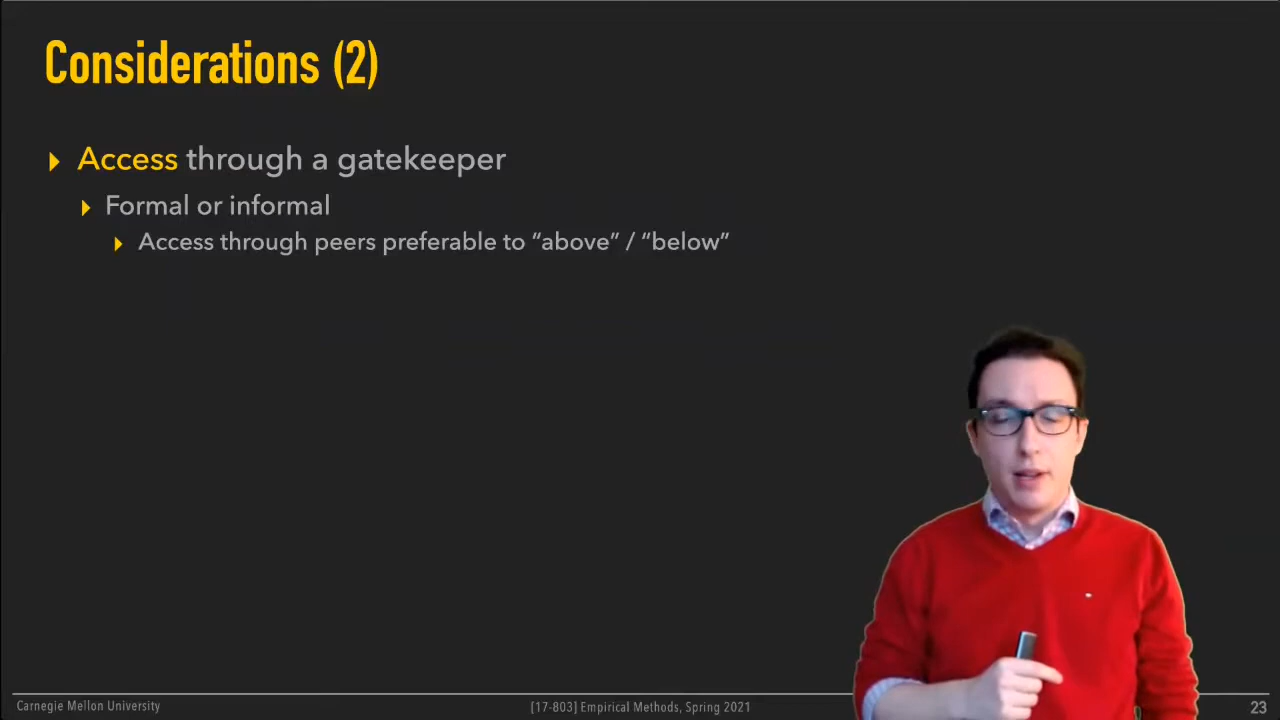 Considerations (2)
Access through a gatekeeper
Formal or informal
Access through peers preferable to “above” / “below”
Carnegie Mellon University
[17-803] Empirical Methods, Spring 2021
23